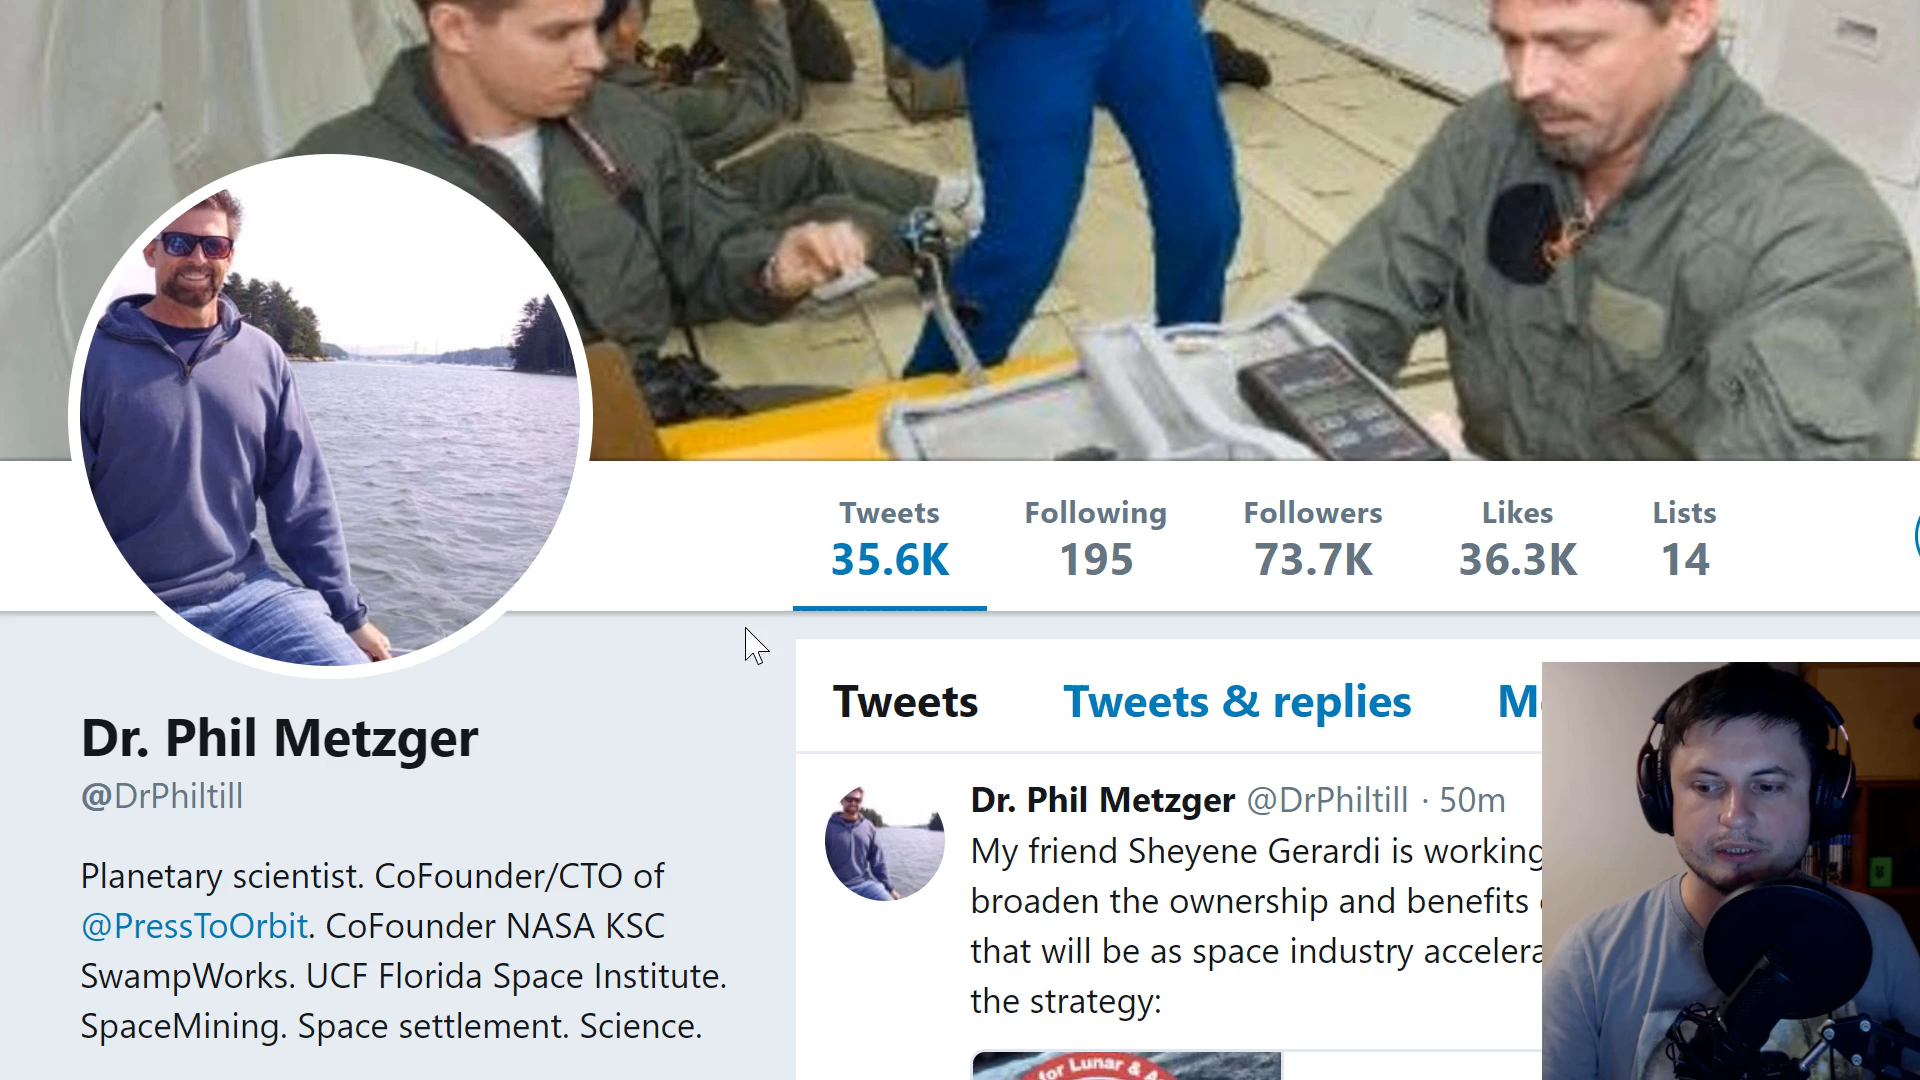 Tweets Following Followers Likes Lists
35.6K 195 73.7K 36.3K 14
Dr. Phil Metzger
@DrPhiltill
Planetary scientist. CoFounder/CTO of
@PressToOrbit. CoFounder NASA KSC
SwampWorks. UCF Florida Space Institute.
SpaceMining. Space settlement. Science.
Tweets Tweets & replies
Dr. Phil Metzger @DrPhiltill · 50m
My friend Sheyene Gerardi is working
broaden the ownership and benefits
that will be as space industry accelera
the strategy:
for Lunar &